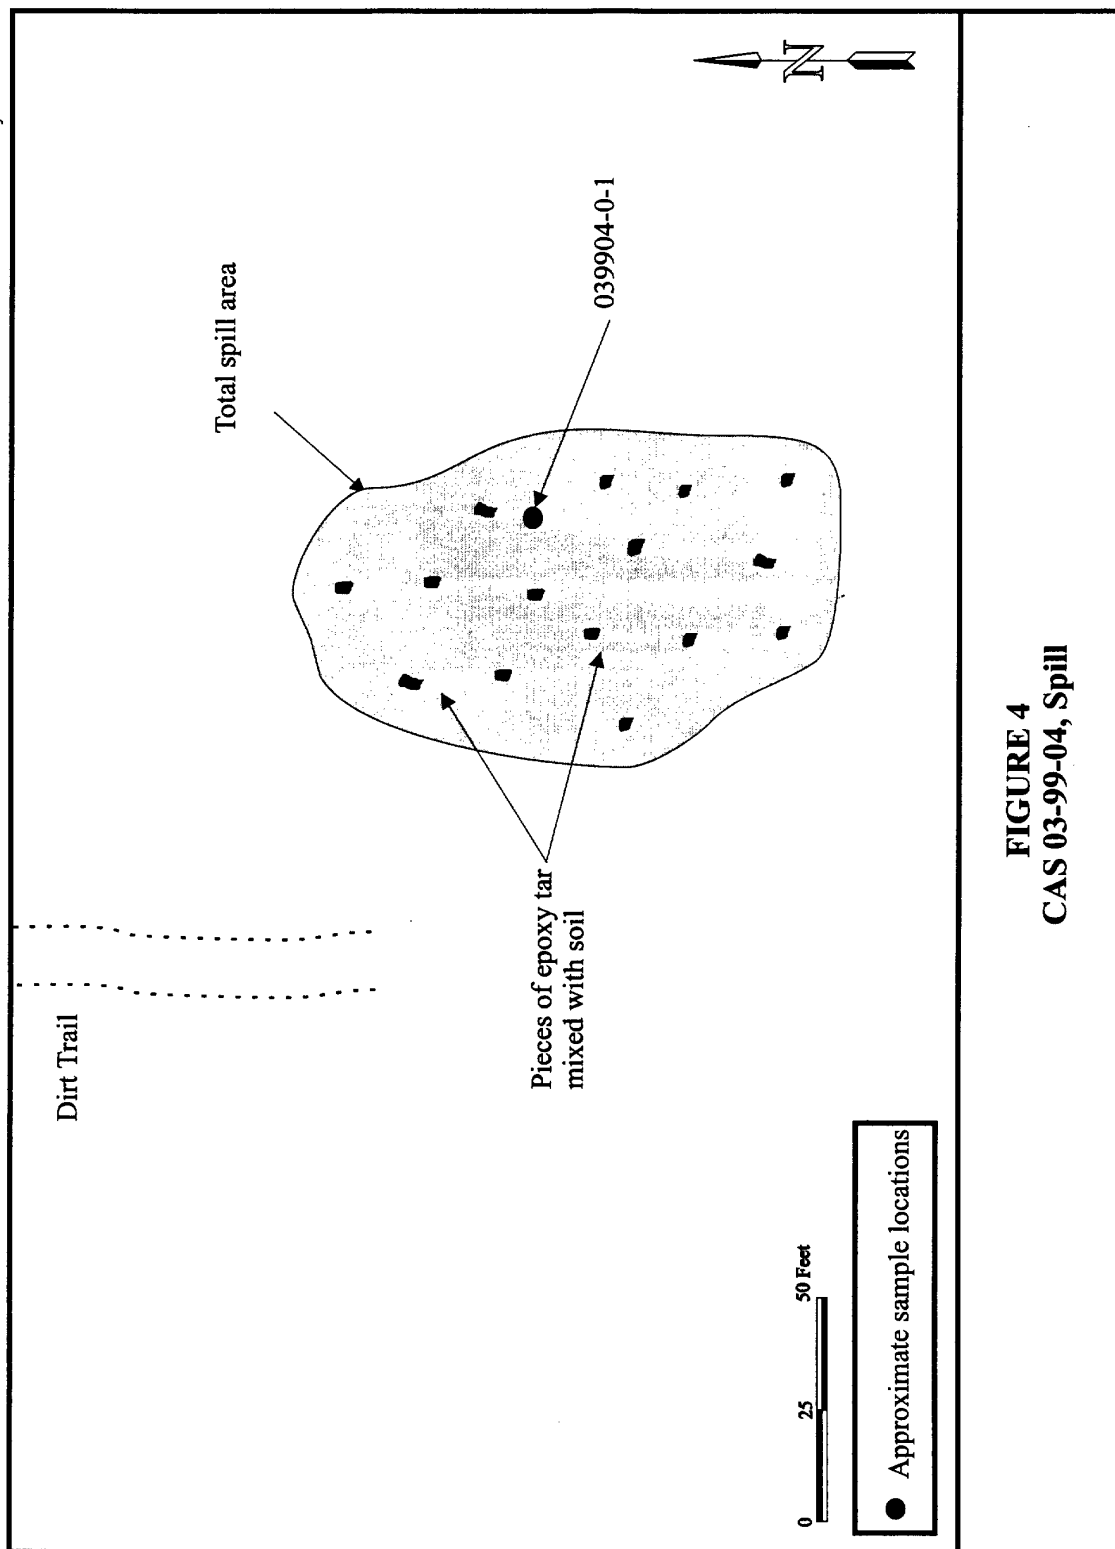 Dirt Trail
Total spill area
039904-0-1
Pieces of epoxy tar
mixed with soil
N
0 25 50 Feet
Approximate sample locations
FIGURE 4
CAS 03-99-04, Spill